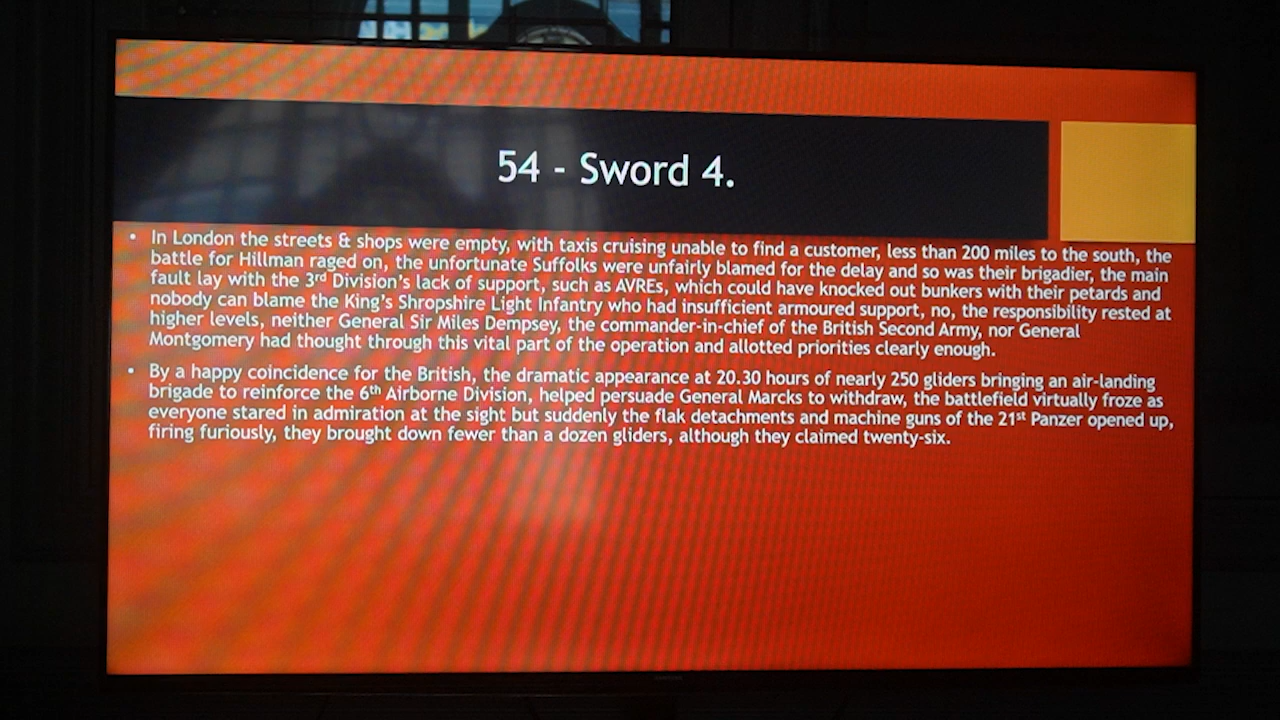 54 - Sword 4.
• In London the streets & shops were empty, with taxis cruising unable to find a customer, less than 200 miles to the south, the
battle for Hillman raged on, the unfortunate Suffolks were unfairly blamed for the delay and so was their brigadier, the main
fault lay with the 3rd Division's lack of support, such as AVREs, which could have knocked out bunkers with their petards and
nobody can blame the King's Shropshire Light Infantry who had insufficient armoured support, no, the responsibility rested at
higher levels, neither General Sir Miles Dempsey, the commander-in-chief of the British Second Army, nor General
Montgomery had thought through this vital part of the operation and allotted priorities clearly enough.
• By a happy coincidence for the British, the dramatic appearance at 20.30 hours of nearly 250 gliders bringing an air-landing
brigade to reinforce the 6th Airborne Division, helped persuade General Marcks to withdraw, the battlefield virtually froze as
everyone stared in admiration at the sight but suddenly the flak detachments and machine guns of the 21st Panzer opened up,
firing furiously, they brought down fewer than a dozen gliders, although they claimed twenty-six.